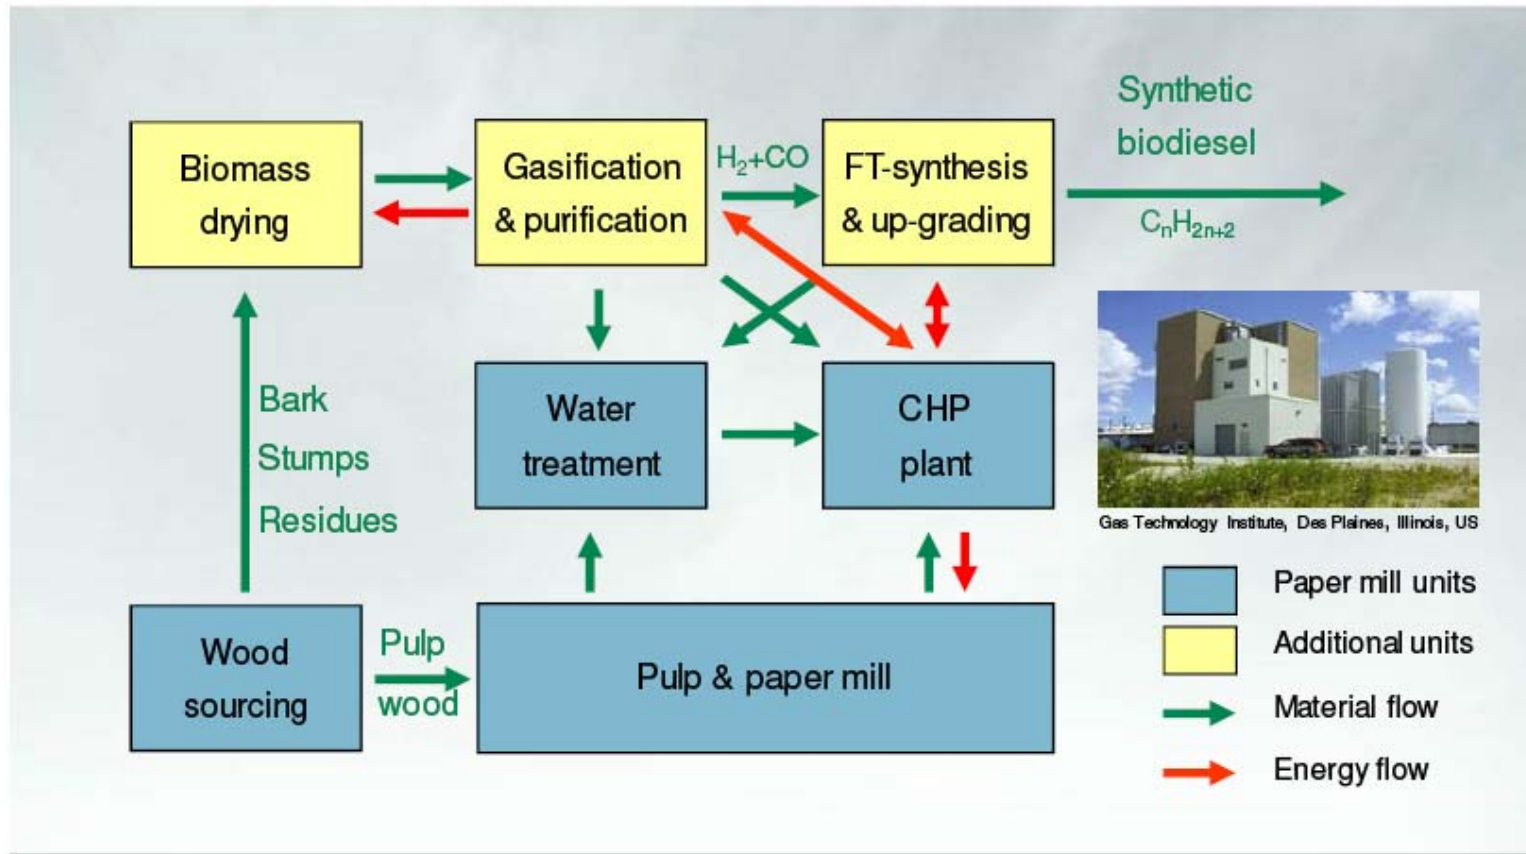 Synthetic
biodiesel
Biomass
drying
Gasification
& purification
H₂+CO
FT-synthesis
& up-grading
CₙH₂ₙ₊₂
Bark
Stumps
Residues
Water
treatment
CHP
plant
Gas Technology Institute, Des Plaines, Illinois, US
Wood
sourcing
Pulp
wood
Pulp & paper mill
Paper mill units
Additional units
Material flow
Energy flow